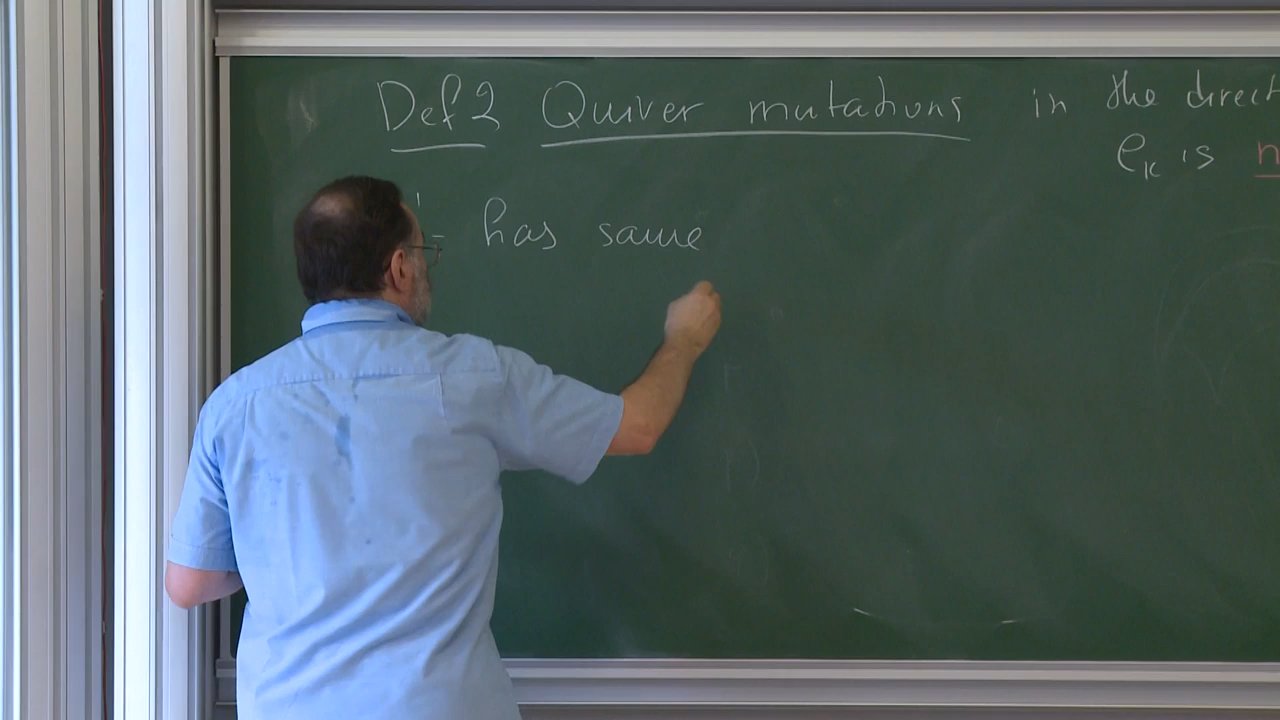 Def 2 Quiver mutations in the direct
e_k is n
has same